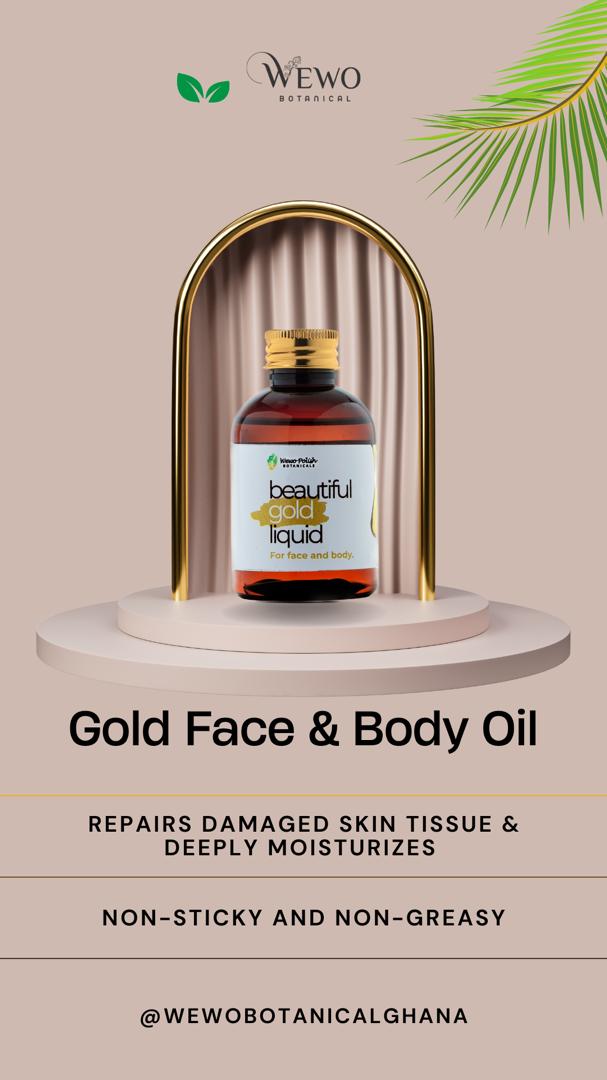 WEWO
BOTANICAL
Wewo Polish
BOTANICALS
beautiful
gold
liquid
For face and body.
Gold Face & Body Oil
REPAIRS DAMAGED SKIN TISSUE &
DEEPLY MOISTURIZES
NON-STICKY AND NON-GREASY
@WEWOBOTANICALGHANA